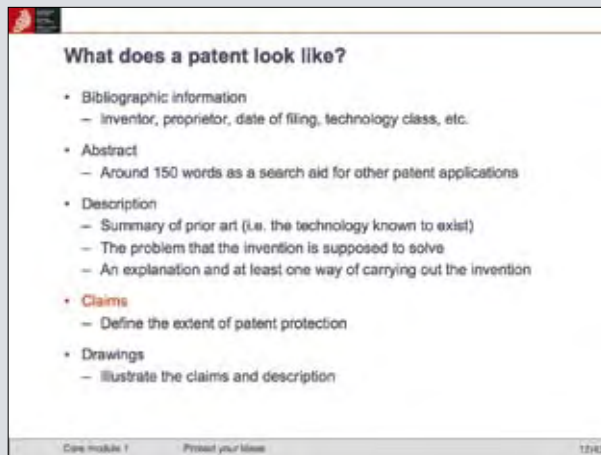 What does a patent look like?
• Bibliographic information
– Inventor, proprietor, date of filing, technology class, etc.
• Abstract
– Around 150 words as a search aid for other patent applications
• Description
– Summary of prior art (i.e. the technology known to exist)
– The problem that the invention is supposed to solve
– An explanation and at least one way of carrying out the invention
• Claims
– Define the extent of patent protection
• Drawings
– Illustrate the claims and description
Core module 1 Protect your ideas